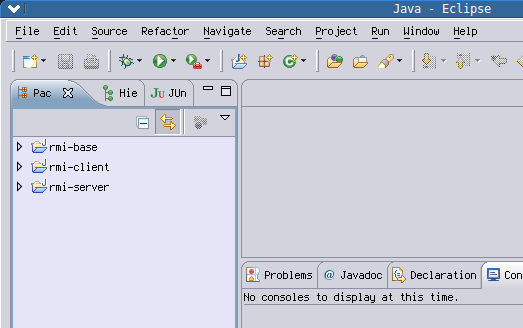 Java - Eclipse
File Edit Source Refactor Navigate Search Project Run Window Help
Pac Hie JU JUn
rmi-base
rmi-client
rmi-server
Problems @ Javadoc Declaration Con
No consoles to display at this time.